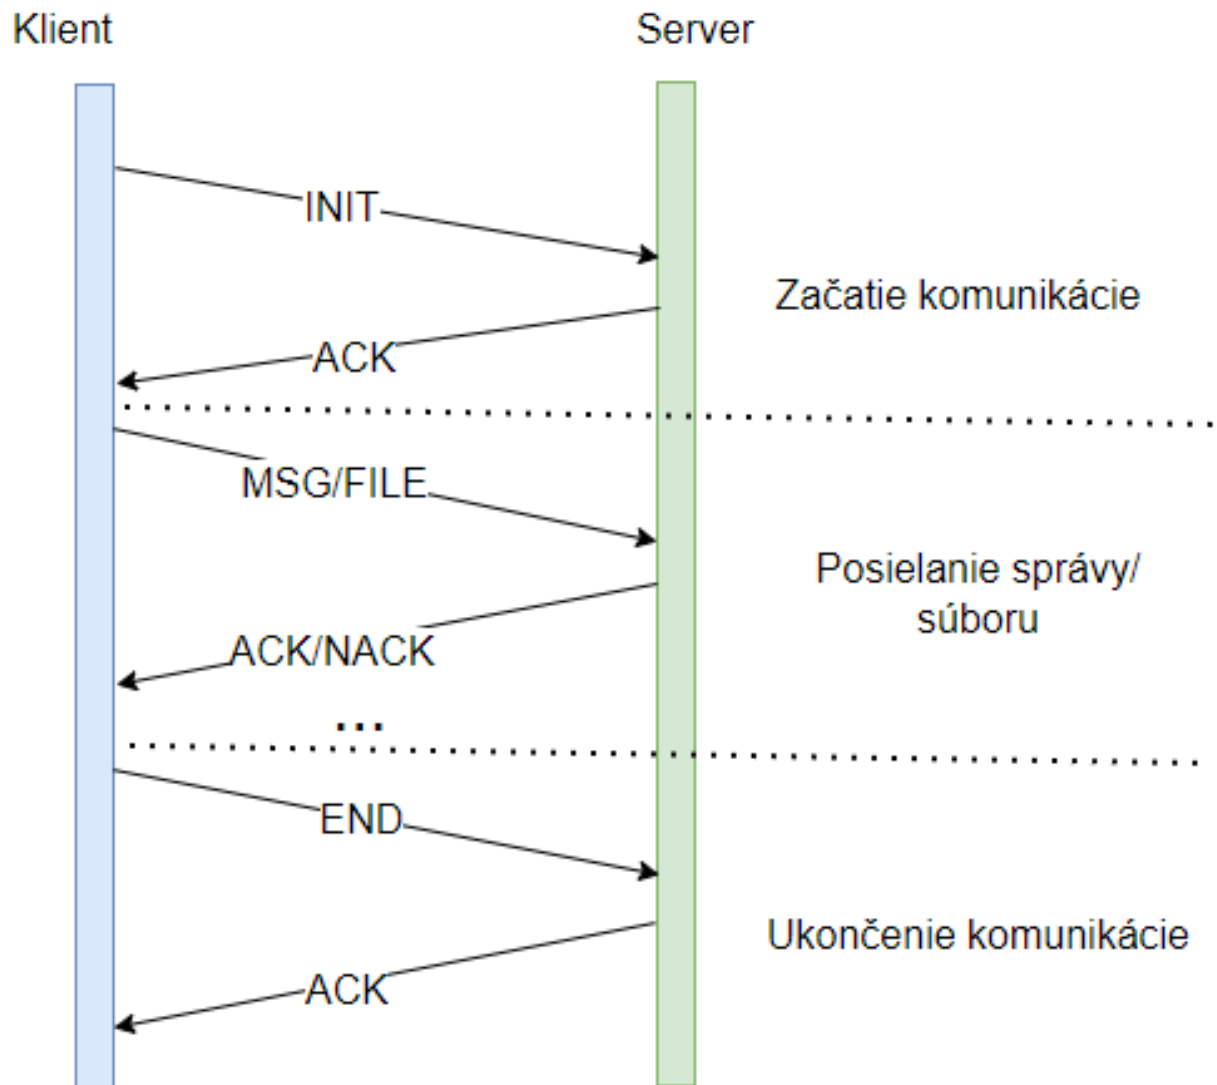 Klient
Server
INIT
Začatie komunikácie
ACK
MSG/FILE
Posielanie správy/
súboru
ACK/NACK
...
END
Ukončenie komunikácie
ACK